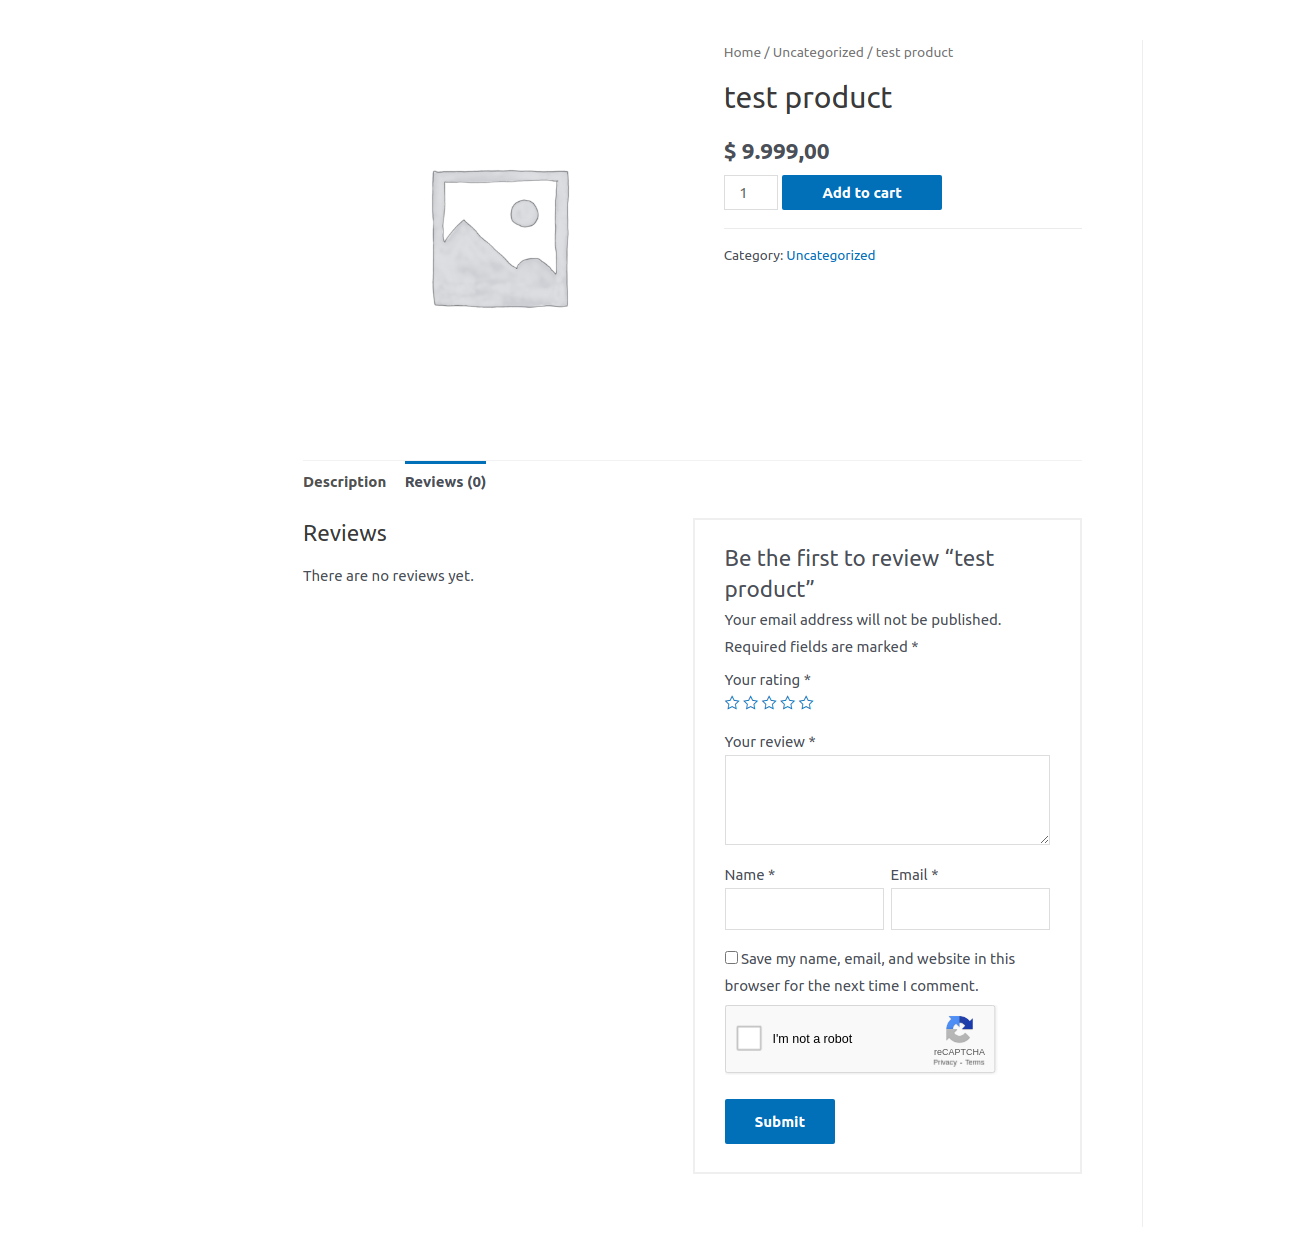 Home / Uncategorized / test product
test product
$ 9.999,00
1
Add to cart
Category: Uncategorized
Description
Reviews (0)
Reviews
There are no reviews yet.
Be the first to review “test
product”
Your email address will not be published.
Required fields are marked *
Your rating *
Your review *
Name *
Email *
Save my name, email, and website in this
browser for the next time I comment.
I'm not a robot
reCAPTCHA
Privacy - Terms
Submit